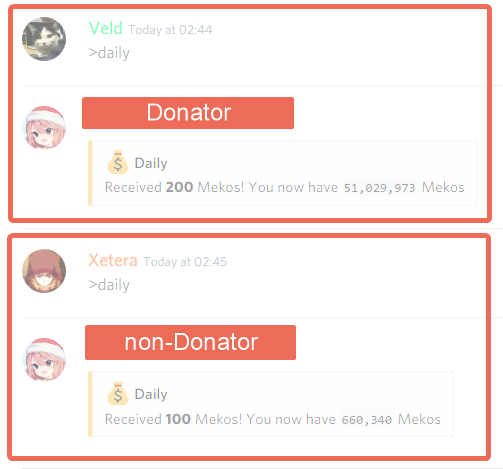 Veld Today at 02:44
>daily
Donator
Daily
Received 200 Mekos! You now have 51,029,973 Mekos
Xetera Today at 02:45
>daily
non-Donator
Daily
Received 100 Mekos! You now have 660,340 Mekos